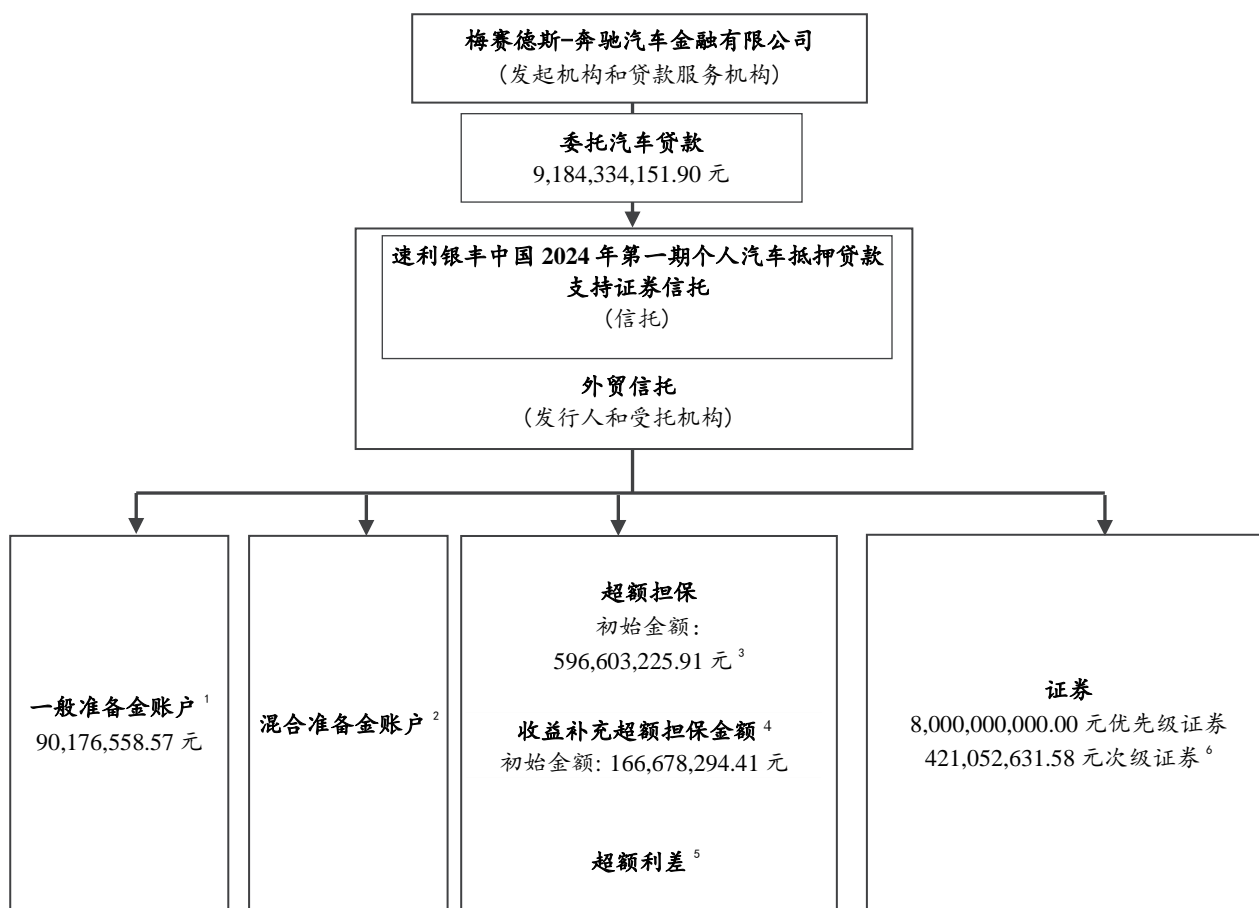 梅赛德斯-奔驰汽车金融有限公司
(发起机构和贷款服务机构)
委托汽车贷款
9,184,334,151.90 元
速利银丰中国 2024 年第一期个人汽车抵押贷款
支持证券信托
(信托)
外贸信托
(发行人和受托机构)
一般准备金账户 1
90,176,558.57 元
混合准备金账户 2
超额担保
初始金额:
596,603,225.91 元 3
收益补充超额担保金额 4
初始金额: 166,678,294.41 元
超额利差 5
证券
8,000,000,000.00 元优先级证券
421,052,631.58 元次级证券 6